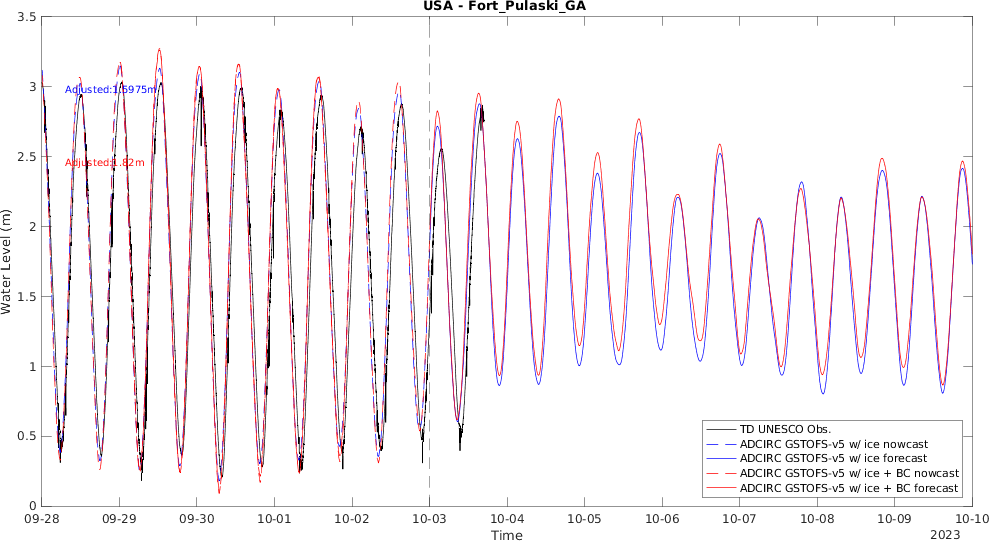 USA - Fort_Pulaski_GA
3.5
3
2.5
2
1.5
1
0.5
0
Water Level (m)
Adjusted:1.5975m
Adjusted:1.82m
TD UNESCO Obs.
ADCIRC GSTOFS-v5 w/ ice nowcast
ADCIRC GSTOFS-v5 w/ ice forecast
ADCIRC GSTOFS-v5 w/ ice + BC nowcast
ADCIRC GSTOFS-v5 w/ ice + BC forecast
09-28 09-29 09-30 10-01 10-02 10-03 10-04 10-05 10-06 10-07 10-08 10-09 10-10
Time
2023